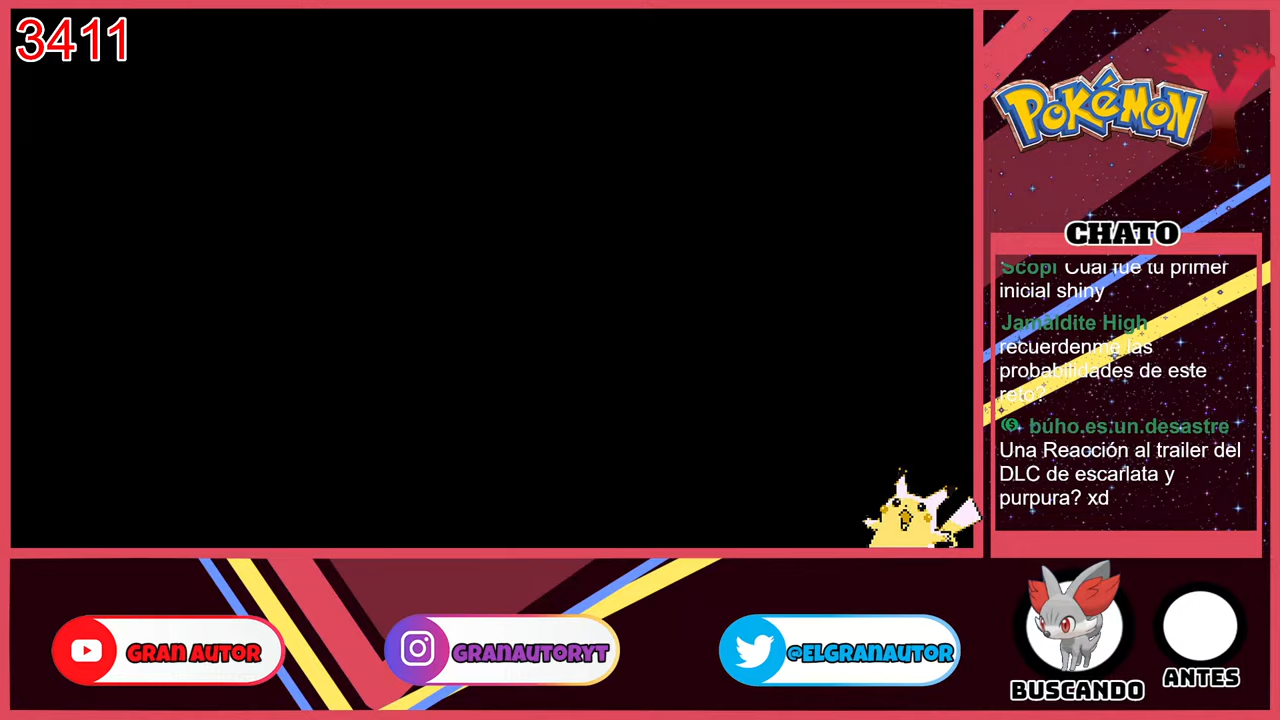 3411
POKéMON
Y
CHATO
Scopi Cual fue tu primer
inicial shiny
Jamaldite High
recuerdenme las
probabilidades de este
reto?
búho.es.un.desastre
Una Reacción al trailer del
DLC de escarlata y
purpura? xd
GRAN AUTOR
GRANAUTORYT
@ELGRANAUTOR
BUSCANDO
ANTES